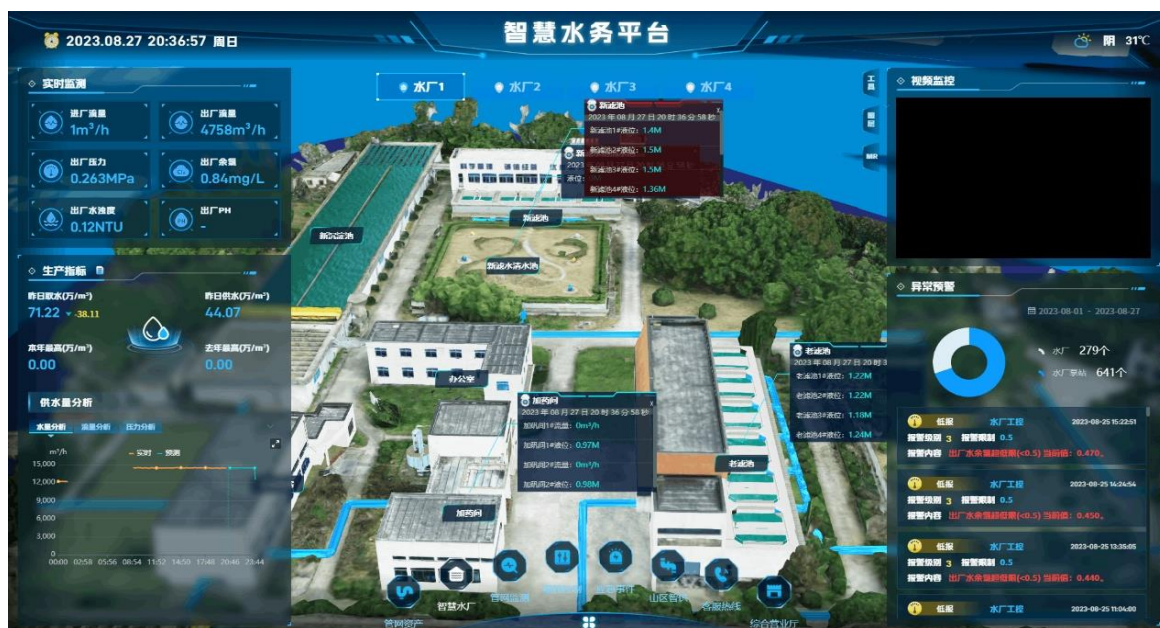 2023.08.27 20:36:57 周日
智慧水务平台
阴 31℃
实时监测
进厂流量
1m³/h
出厂流量
4758m³/h
出厂压力
0.263MPa
出厂余氯
0.84mg/L
出厂水浊度
0.12NTU
出厂PH
-
生产指标
昨日取水(万/m³)
71.22 -38.11
昨日供水(万/m³)
44.07
本年最高(万/m³)
0.00
去年最高(万/m³)
0.00
供水量分析
水量分析 流量分析 压力分析
m³/h
实时 预测
15,000
12,000
9,000
6,000
3,000
0
00:00 02:58 05:56 08:54 11:52 14:50 17:48 20:46 23:44
水厂1 水厂2 水厂3 水厂4
工具
图层
新滤池
2023年08月27日20时36分58秒
新滤池1#液位：1.4M
新滤池2#液位：1.5M
新滤池3#液位：1.5M
新滤池4#液位：1.36M
新滤池
新沉淀池
新滤水清水池
办公室
老滤池
2023年08月27日20时3
老滤池1#液位：1.22M
老滤池2#液位：1.22M
老滤池3#液位：1.18M
老滤池4#液位：1.24M
加药间
2023年08月27日20时36分58秒
加矾间1#流量：0m³/h
加矾间1#液位：0.97M
加矾间2#流量：0m³/h
加矾间2#液位：0.98M
老滤池
加药间
管网资产
智慧水厂
管网监测
山区智供
客服热线
综合营业厅
视频监控
异常预警
2023-08-01 - 2023-08-27
水厂 279个
水厂泵站 641个
低报 水厂工控 2023-08-25 15:22:51
报警级别 3 报警限制 0.5
报警内容 出厂水余氯超低限(<0.5) 当前值：0.470。
低报 水厂工控 2023-08-25 14:24:54
报警级别 3 报警限制 0.5
报警内容 出厂水余氯超低限(<0.5) 当前值：0.450。
低报 水厂工控 2023-08-25 13:35:05
报警级别 3 报警限制 0.5
报警内容 出厂水余氯超低限(<0.5) 当前值：0.440。
低报 水厂工控 2023-08-25 11:04:00